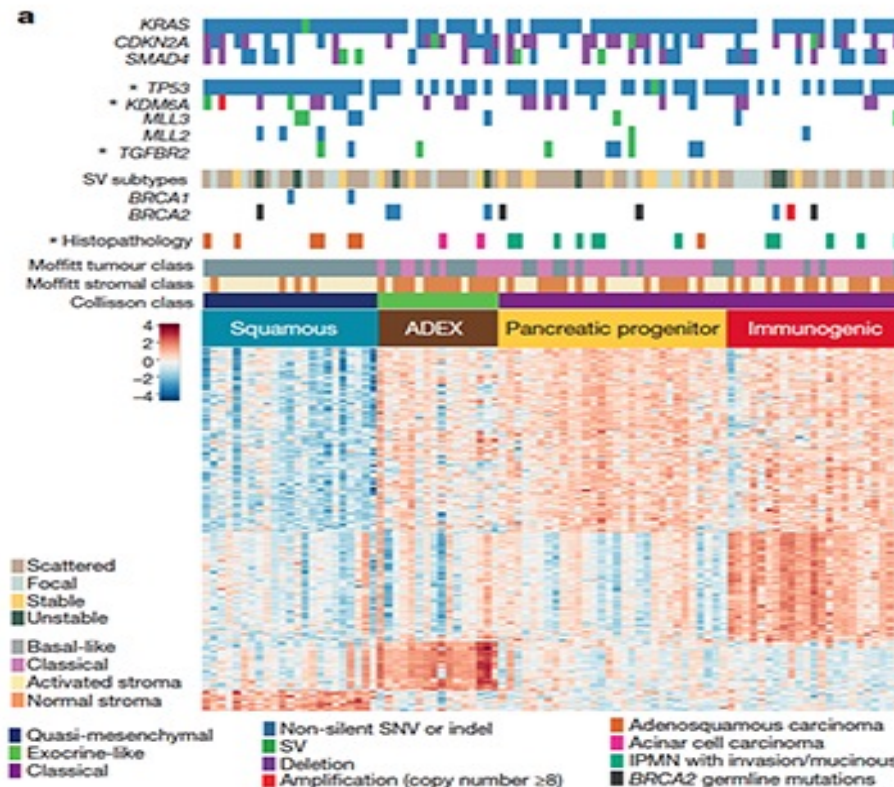 a
KRAS
CDKN2A
SMAD4
* TP53
* KDM6A
MLL3
MLL2
* TGFBR2
SV subtypes
BRCA1
BRCA2
* Histopathology
Moffitt tumour class
Moffitt stromal class
Collisson class
Squamous ADEX Pancreatic progenitor Immunogenic
4
2
0
−2
−4
Scattered
Focal
Stable
Unstable
Basal-like
Classical
Activated stroma
Normal stroma
Quasi-mesenchymal
Exocrine-like
Classical
Non-silent SNV or indel
SV
Deletion
Amplification (copy number ≥8)
Adenosquamous carcinoma
Acinar cell carcinoma
IPMN with invasion/mucinous
BRCA2 germline mutations